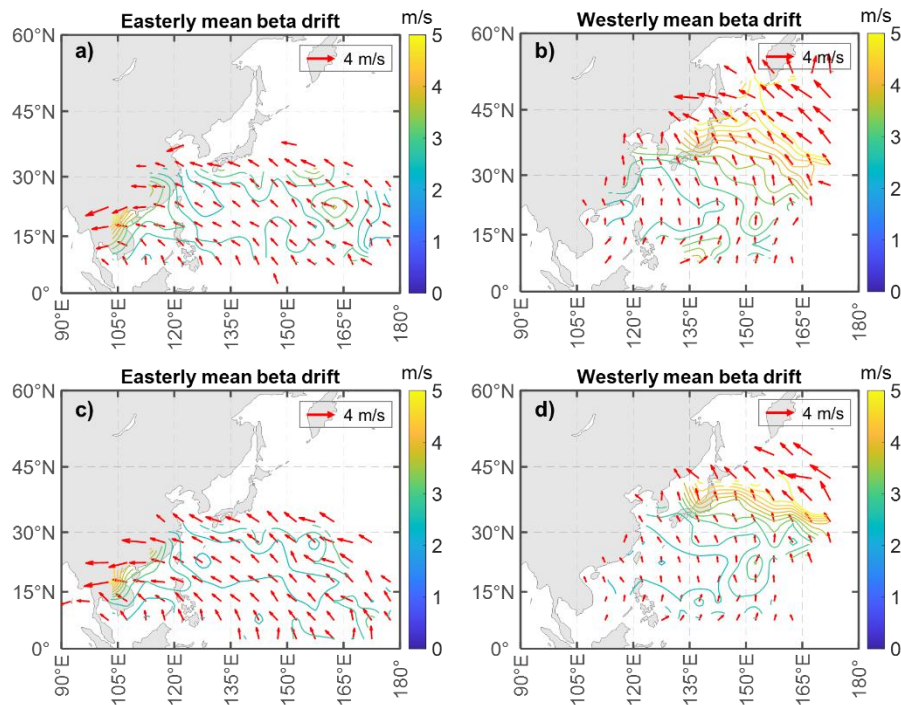 Easterly mean beta drift
m/s
a)
4 m/s
60°N
45°N
30°N
15°N
0°
90°E
105°E
120°E
135°E
150°E
165°E
180°
5
4
3
2
1
0
Westerly mean beta drift
m/s
b)
4 m/s
60°N
45°N
30°N
15°N
0°
90°E
105°E
120°E
135°E
150°E
165°E
180°
5
4
3
2
1
0
Easterly mean beta drift
m/s
c)
4 m/s
60°N
45°N
30°N
15°N
0°
90°E
105°E
120°E
135°E
150°E
165°E
180°
5
4
3
2
1
0
Westerly mean beta drift
m/s
d)
4 m/s
60°N
45°N
30°N
15°N
0°
90°E
105°E
120°E
135°E
150°E
165°E
180°
5
4
3
2
1
0